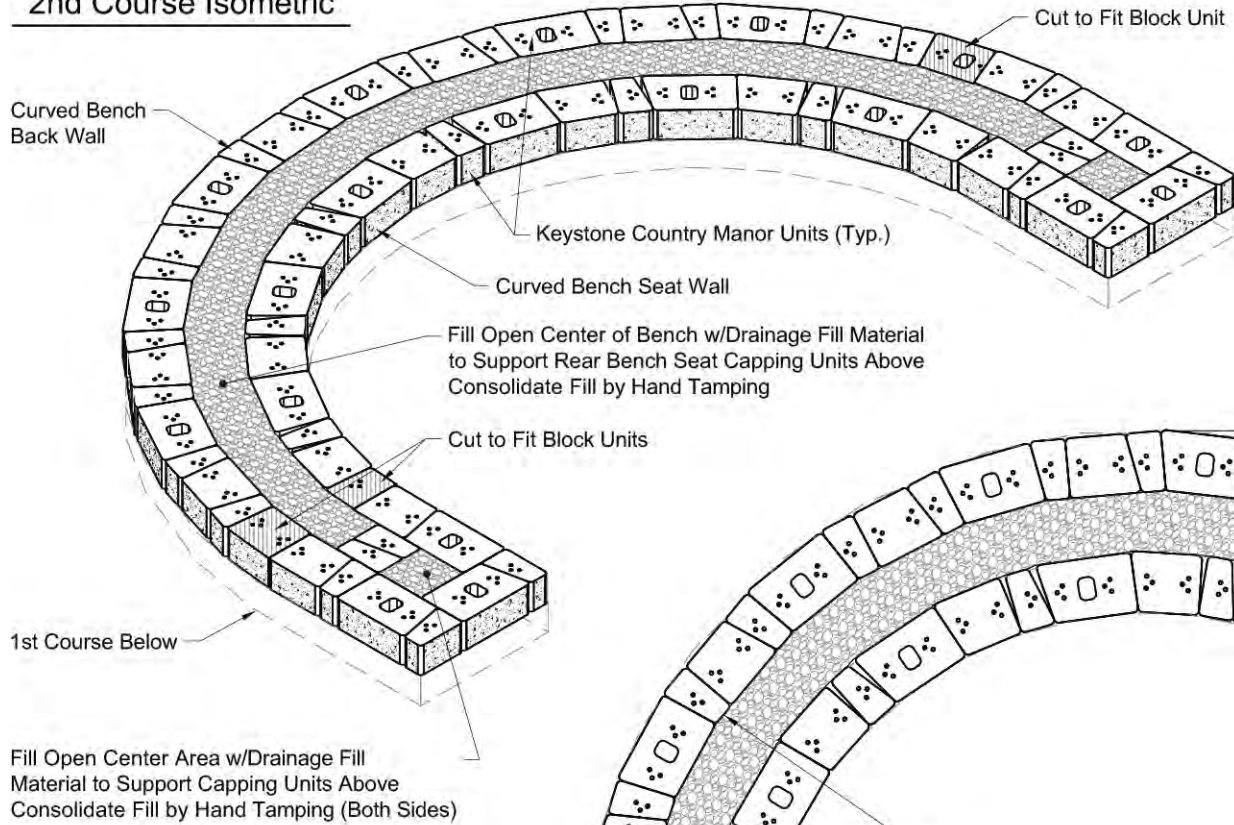 2nd Course Isometric
Cut to Fit Block Unit
Curved Bench
Back Wall
Keystone Country Manor Units (Typ.)
Curved Bench Seat Wall
Fill Open Center of Bench w/Drainage Fill Material
to Support Rear Bench Seat Capping Units Above
Consolidate Fill by Hand Tamping
Cut to Fit Block Units
1st Course Below
Fill Open Center Area w/Drainage Fill
Material to Support Capping Units Above
Consolidate Fill by Hand Tamping (Both Sides)